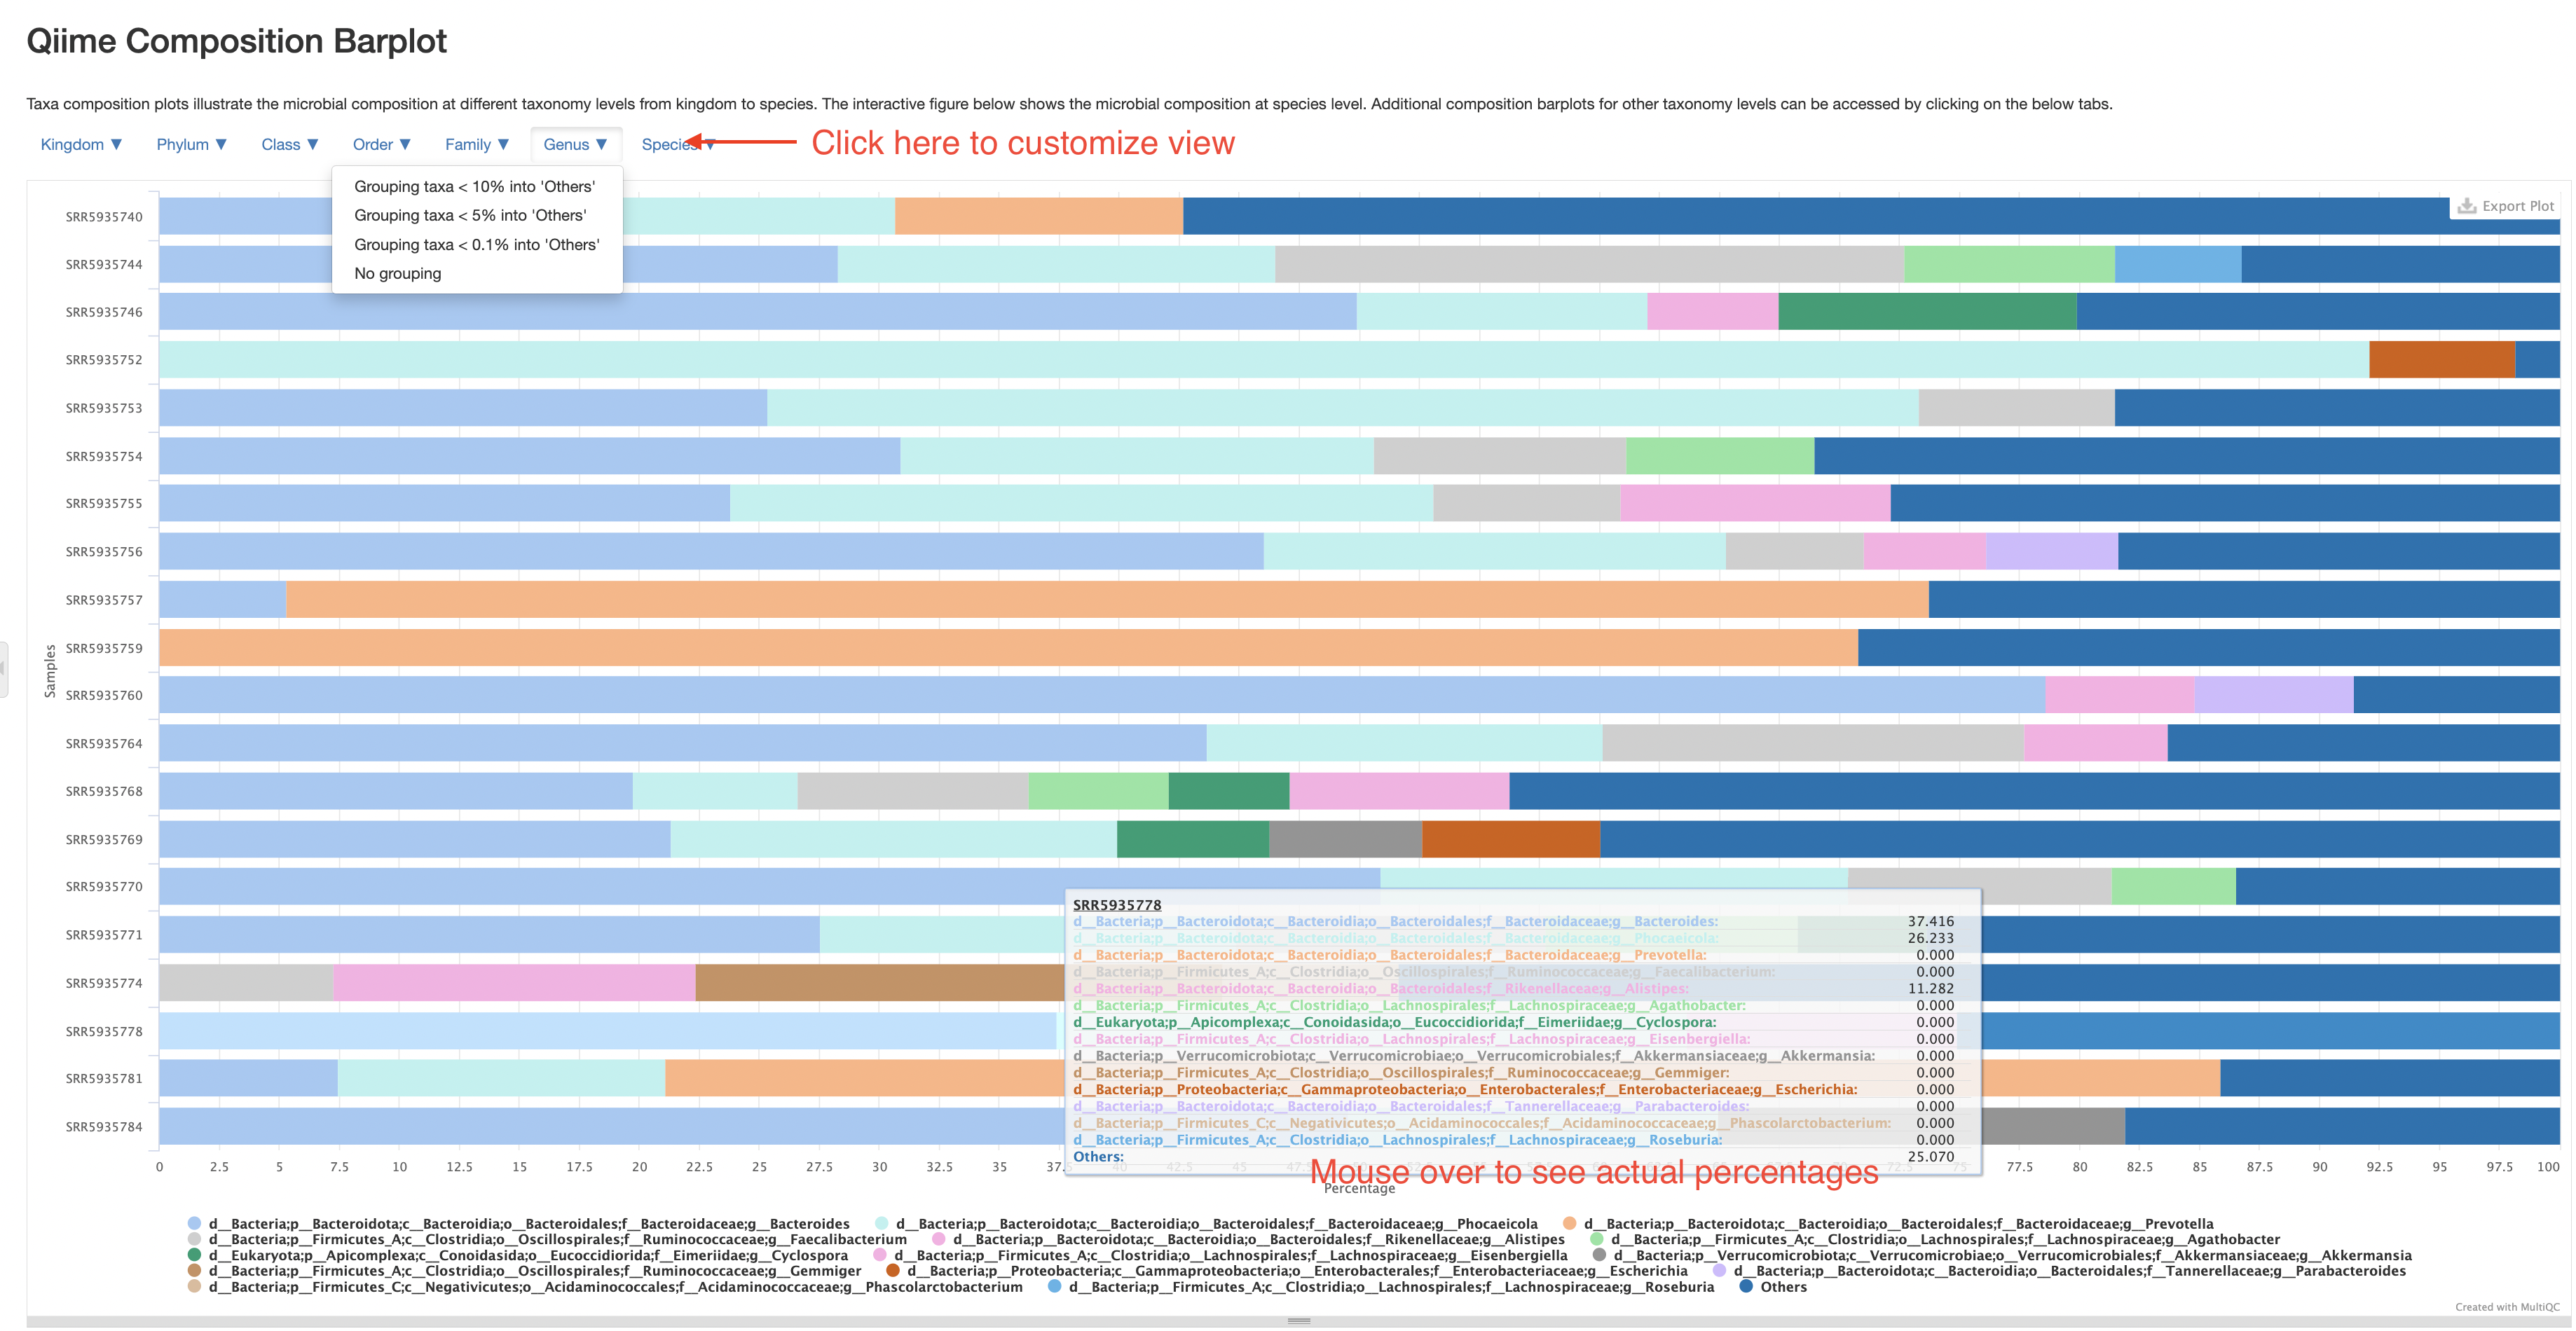 Qiime Composition Barplot
Taxa composition plots illustrate the microbial composition at different taxonomy levels from kingdom to species. The interactive figure below shows the microbial composition at species level. Additional composition barplots for other taxonomy levels can be accessed by clicking on the below tabs.
Kingdom ▼ Phylum ▼ Class ▼ Order ▼ Family ▼ Genus ▼ Species ▼ Click here to customize view
Grouping taxa < 10% into 'Others'
Grouping taxa < 5% into 'Others'
Grouping taxa < 0.1% into 'Others'
No grouping
Export Plot
SRR5935740
SRR5935744
SRR5935746
SRR5935752
SRR5935753
SRR5935754
SRR5935755
SRR5935756
SRR5935757
SRR5935759
SRR5935760
SRR5935764
SRR5935768
SRR5935769
SRR5935770
SRR5935771
SRR5935774
SRR5935778
SRR5935781
SRR5935784
Samples
SRR5935778
d__Bacteria;p__Bacteroidota;c__Bacteroidia;o__Bacteroidales;f__Bacteroidaceae;g__Bacteroides: 37.416
d__Bacteria;p__Bacteroidota;c__Bacteroidia;o__Bacteroidales;f__Bacteroidaceae;g__Phocaeicola: 26.233
d__Bacteria;p__Bacteroidota;c__Bacteroidia;o__Bacteroidales;f__Bacteroidaceae;g__Prevotella: 0.000
d__Bacteria;p__Firmicutes_A;c__Clostridia;o__Oscillospirales;f__Ruminococcaceae;g__Faecalibacterium: 0.000
d__Bacteria;p__Bacteroidota;c__Bacteroidia;o__Bacteroidales;f__Rikenellaceae;g__Alistipes: 11.282
d__Bacteria;p__Firmicutes_A;c__Clostridia;o__Lachnospirales;f__Lachnospiraceae;g__Agathobacter: 0.000
d__Eukaryota;p__Apicomplexa;c__Conoidasida;o__Eucoccidiorida;f__Eimeriidae;g__Cyclospora: 0.000
d__Bacteria;p__Firmicutes_A;c__Clostridia;o__Lachnospirales;f__Lachnospiraceae;g__Eisenbergiella: 0.000
d__Bacteria;p__Verrucomicrobiota;c__Verrucomicrobiae;o__Verrucomicrobiales;f__Akkermansiaceae;g__Akkermansia: 0.000
d__Bacteria;p__Firmicutes_A;c__Clostridia;o__Oscillospirales;f__Ruminococcaceae;g__Gemmiger: 0.000
d__Bacteria;p__Proteobacteria;c__Gammaproteobacteria;o__Enterobacterales;f__Enterobacteriaceae;g__Escherichia: 0.000
d__Bacteria;p__Bacteroidota;c__Bacteroidia;o__Bacteroidales;f__Tannerellaceae;g__Parabacteroides: 0.000
d__Bacteria;p__Firmicutes_C;c__Negativicutes;o__Acidaminococcales;f__Acidaminococcaceae;g__Phascolarctobacterium: 0.000
d__Bacteria;p__Firmicutes_A;c__Clostridia;o__Lachnospirales;f__Lachnospiraceae;g__Roseburia: 0.000
Others: 25.070
0 2.5 5 7.5 10 12.5 15 17.5 20 22.5 25 27.5 30 32.5 35 37.5 40 42.5 45 47.5 72.5 75 77.5 80 82.5 85 87.5 90 92.5 95 97.5 100
Mouse over to see actual percentages
Percentage
d__Bacteria;p__Bacteroidota;c__Bacteroidia;o__Bacteroidales;f__Bacteroidaceae;g__Bacteroides d__Bacteria;p__Bacteroidota;c__Bacteroidia;o__Bacteroidales;f__Bacteroidaceae;g__Phocaeicola d__Bacteria;p__Bacteroidota;c__Bacteroidia;o__Bacteroidales;f__Bacteroidaceae;g__Prevotella
d__Bacteria;p__Firmicutes_A;c__Clostridia;o__Oscillospirales;f__Ruminococcaceae;g__Faecalibacterium d__Bacteria;p__Bacteroidota;c__Bacteroidia;o__Bacteroidales;f__Rikenellaceae;g__Alistipes d__Bacteria;p__Firmicutes_A;c__Clostridia;o__Lachnospirales;f__Lachnospiraceae;g__Agathobacter
d__Eukaryota;p__Apicomplexa;c__Conoidasida;o__Eucoccidiorida;f__Eimeriidae;g__Cyclospora d__Bacteria;p__Firmicutes_A;c__Clostridia;o__Lachnospirales;f__Lachnospiraceae;g__Eisenbergiella d__Bacteria;p__Verrucomicrobiota;c__Verrucomicrobiae;o__Verrucomicrobiales;f__Akkermansiaceae;g__Akkermansia
d__Bacteria;p__Firmicutes_A;c__Clostridia;o__Oscillospirales;f__Ruminococcaceae;g__Gemmiger d__Bacteria;p__Proteobacteria;c__Gammaproteobacteria;o__Enterobacterales;f__Enterobacteriaceae;g__Escherichia d__Bacteria;p__Bacteroidota;c__Bacteroidia;o__Bacteroidales;f__Tannerellaceae;g__Parabacteroides
d__Bacteria;p__Firmicutes_C;c__Negativicutes;o__Acidaminococcales;f__Acidaminococcaceae;g__Phascolarctobacterium d__Bacteria;p__Firmicutes_A;c__Clostridia;o__Lachnospirales;f__Lachnospiraceae;g__Roseburia Others
Created with MultiQC